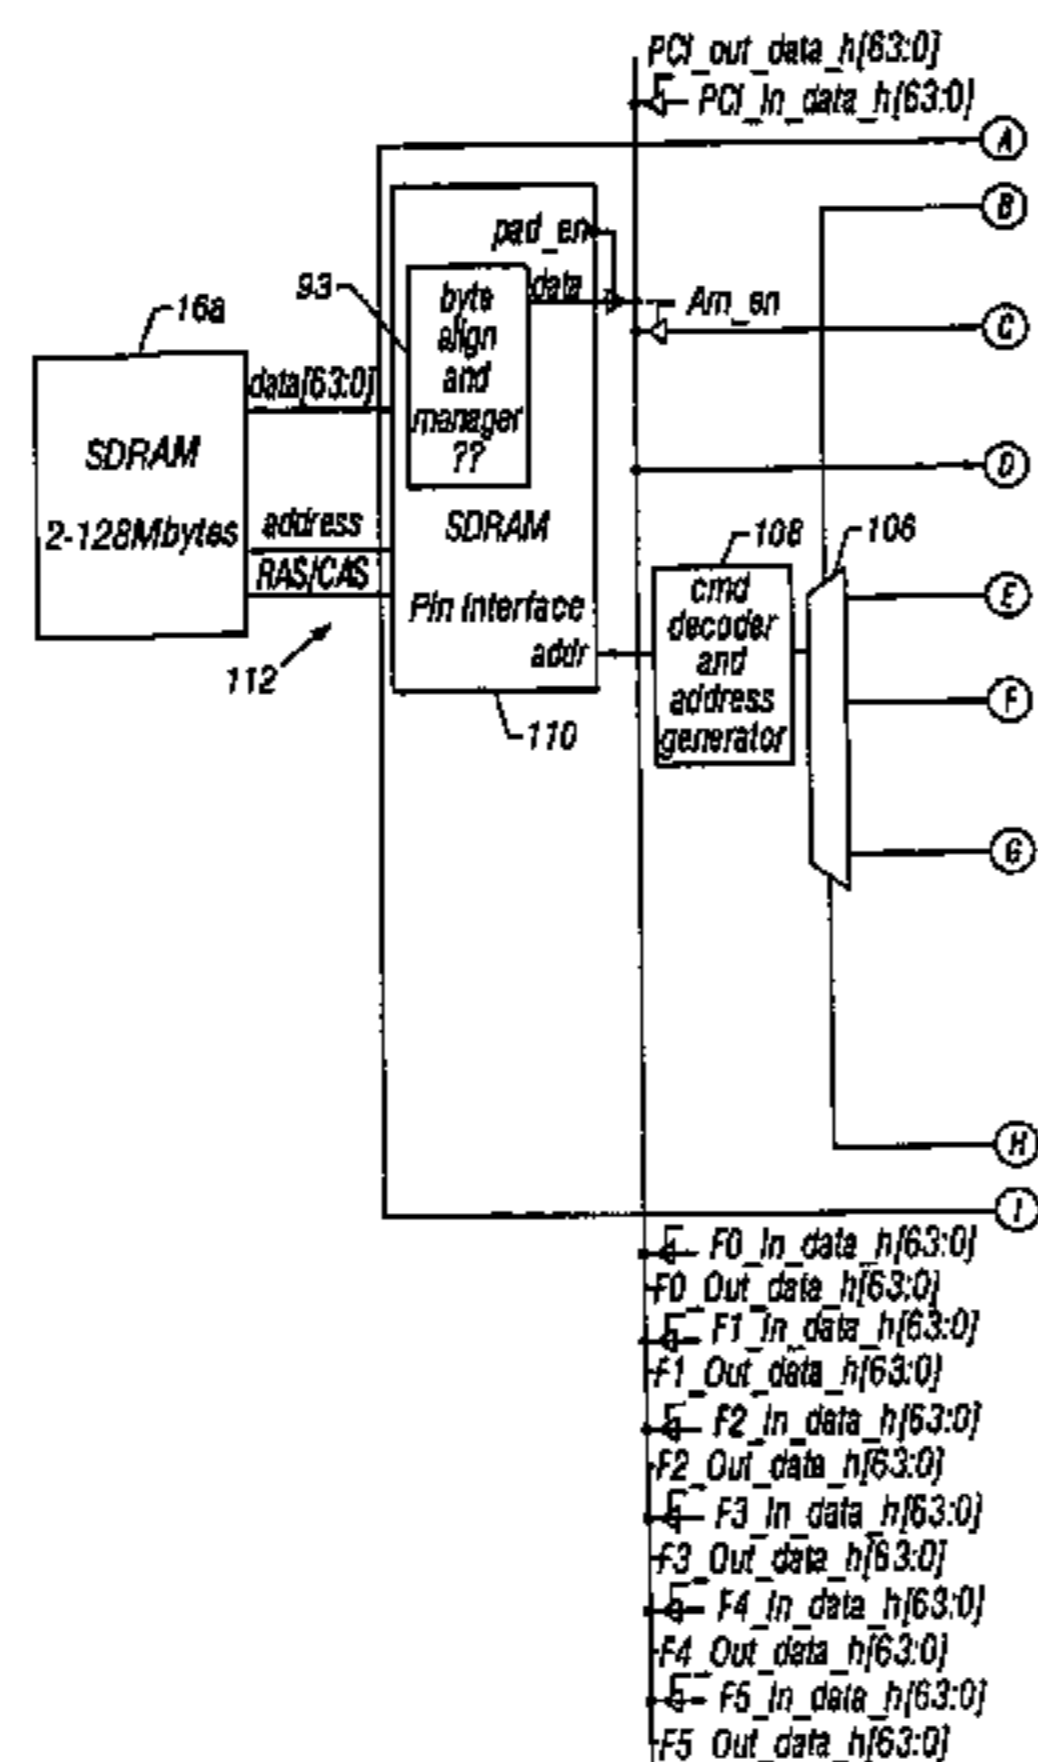 PCI_out_data_h[63:0]
PCI_In_data_h[63:0]
A
B
pad_en
data
93
byte
align
and
manager
??
Am_en
C
16a
data[63:0]
SDRAM
2-128Mbytes
D
address
RAS/CAS
SDRAM
Pin Interface
addr
108
106
cmd
decoder
and
address
generator
E
F
112
110
G
H
I
F0_In_data_h[63:0]
F0_Out_data_h[63:0]
F1_In_data_h[63:0]
F1_Out_data_h[63:0]
F2_In_data_h[63:0]
F2_Out_data_h[63:0]
F3_In_data_h[63:0]
F3_Out_data_h[63:0]
F4_In_data_h[63:0]
F4_Out_data_h[63:0]
F5_In_data_h[63:0]
F5_Out_data_h[63:0]